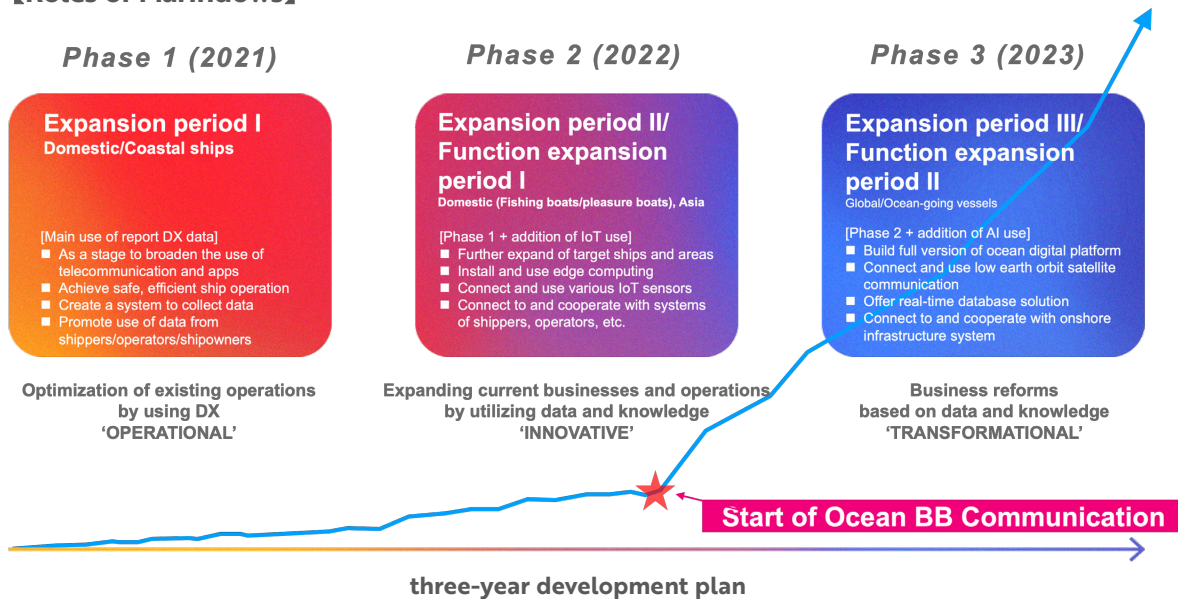 Phase 1 (2021)
Expansion period I
Domestic/Coastal ships
[Main use of report DX data]
■ As a stage to broaden the use of
telecommunication and apps
■ Achieve safe, efficient ship operation
■ Create a system to collect data
■ Promote use of data from
shippers/operators/shipowners
Optimization of existing operations
by using DX
‘OPERATIONAL’
Phase 2 (2022)
Expansion period II/
Function expansion
period I
Domestic (Fishing boats/pleasure boats), Asia
[Phase 1 + addition of IoT use]
■ Further expand of target ships and areas
■ Install and use edge computing
■ Connect and use various IoT sensors
■ Connect to and cooperate with systems
of shippers, operators, etc.
Expanding current businesses and operations
by utilizing data and knowledge
‘INNOVATIVE’
Phase 3 (2023)
Expansion period III/
Function expansion
period II
Global/Ocean-going vessels
[Phase 2 + addition of AI use]
■ Build full version of ocean digital platform
■ Connect and use low earth orbit satellite
communication
■ Offer real-time database solution
■ Connect to and cooperate with onshore
infrastructure system
Business reforms
based on data and knowledge
‘TRANSFORMATIONAL’
Start of Ocean BB Communication
three-year development plan